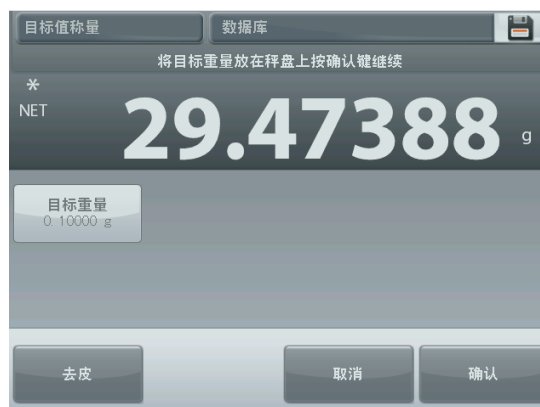 目标值称量 数据库
将目标重量放在秤盘上按确认键继续
*
NET 29.47388 g
目标重量
0.10000 g
去皮 取消 确认